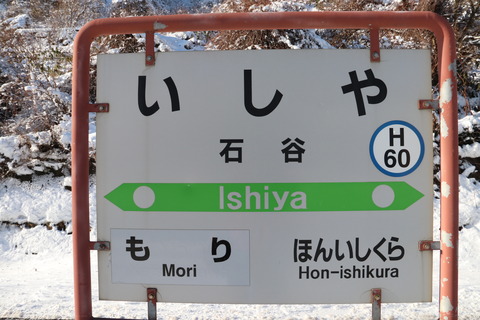 いしや
石谷
H
60
Ishiya
もり
Mori
ほんいしくら
Hon-ishikura